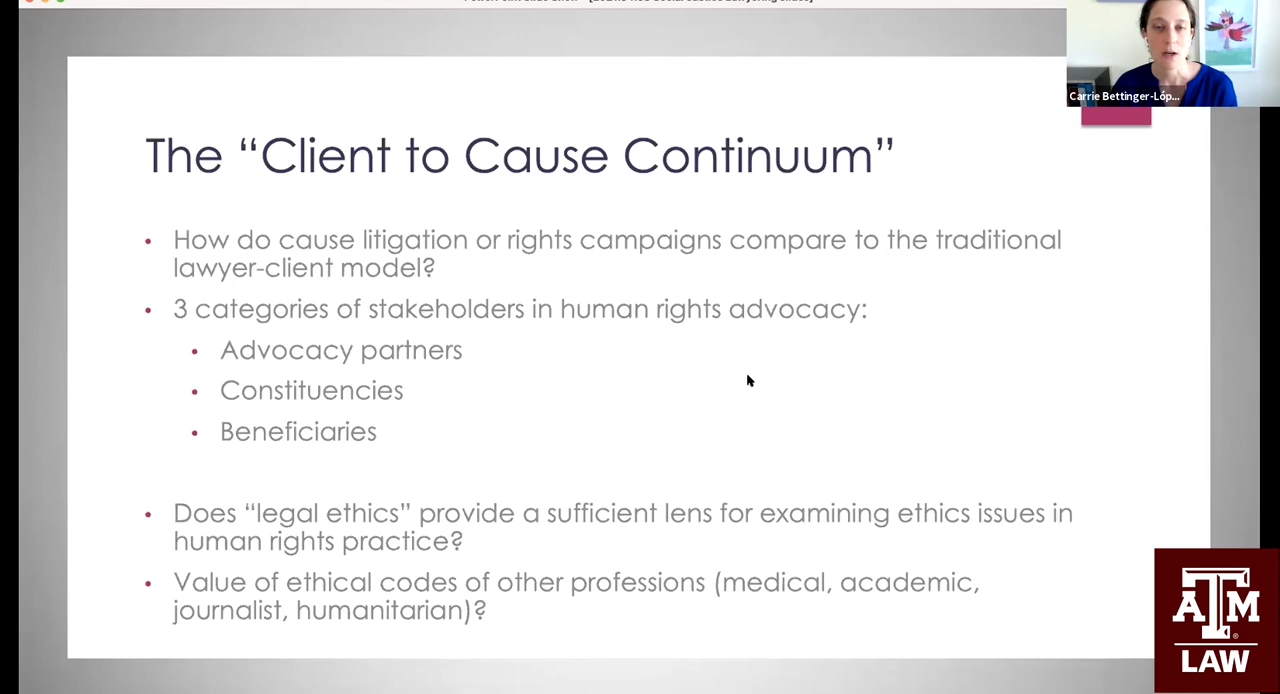 Carrie Bettinger-Lóp...
The “Client to Cause Continuum”
• How do cause litigation or rights campaigns compare to the traditional
lawyer-client model?
• 3 categories of stakeholders in human rights advocacy:
• Advocacy partners
• Constituencies
• Beneficiaries
• Does “legal ethics” provide a sufficient lens for examining ethics issues in
human rights practice?
• Value of ethical codes of other professions (medical, academic,
journalist, humanitarian)?
ATM
®
LAW